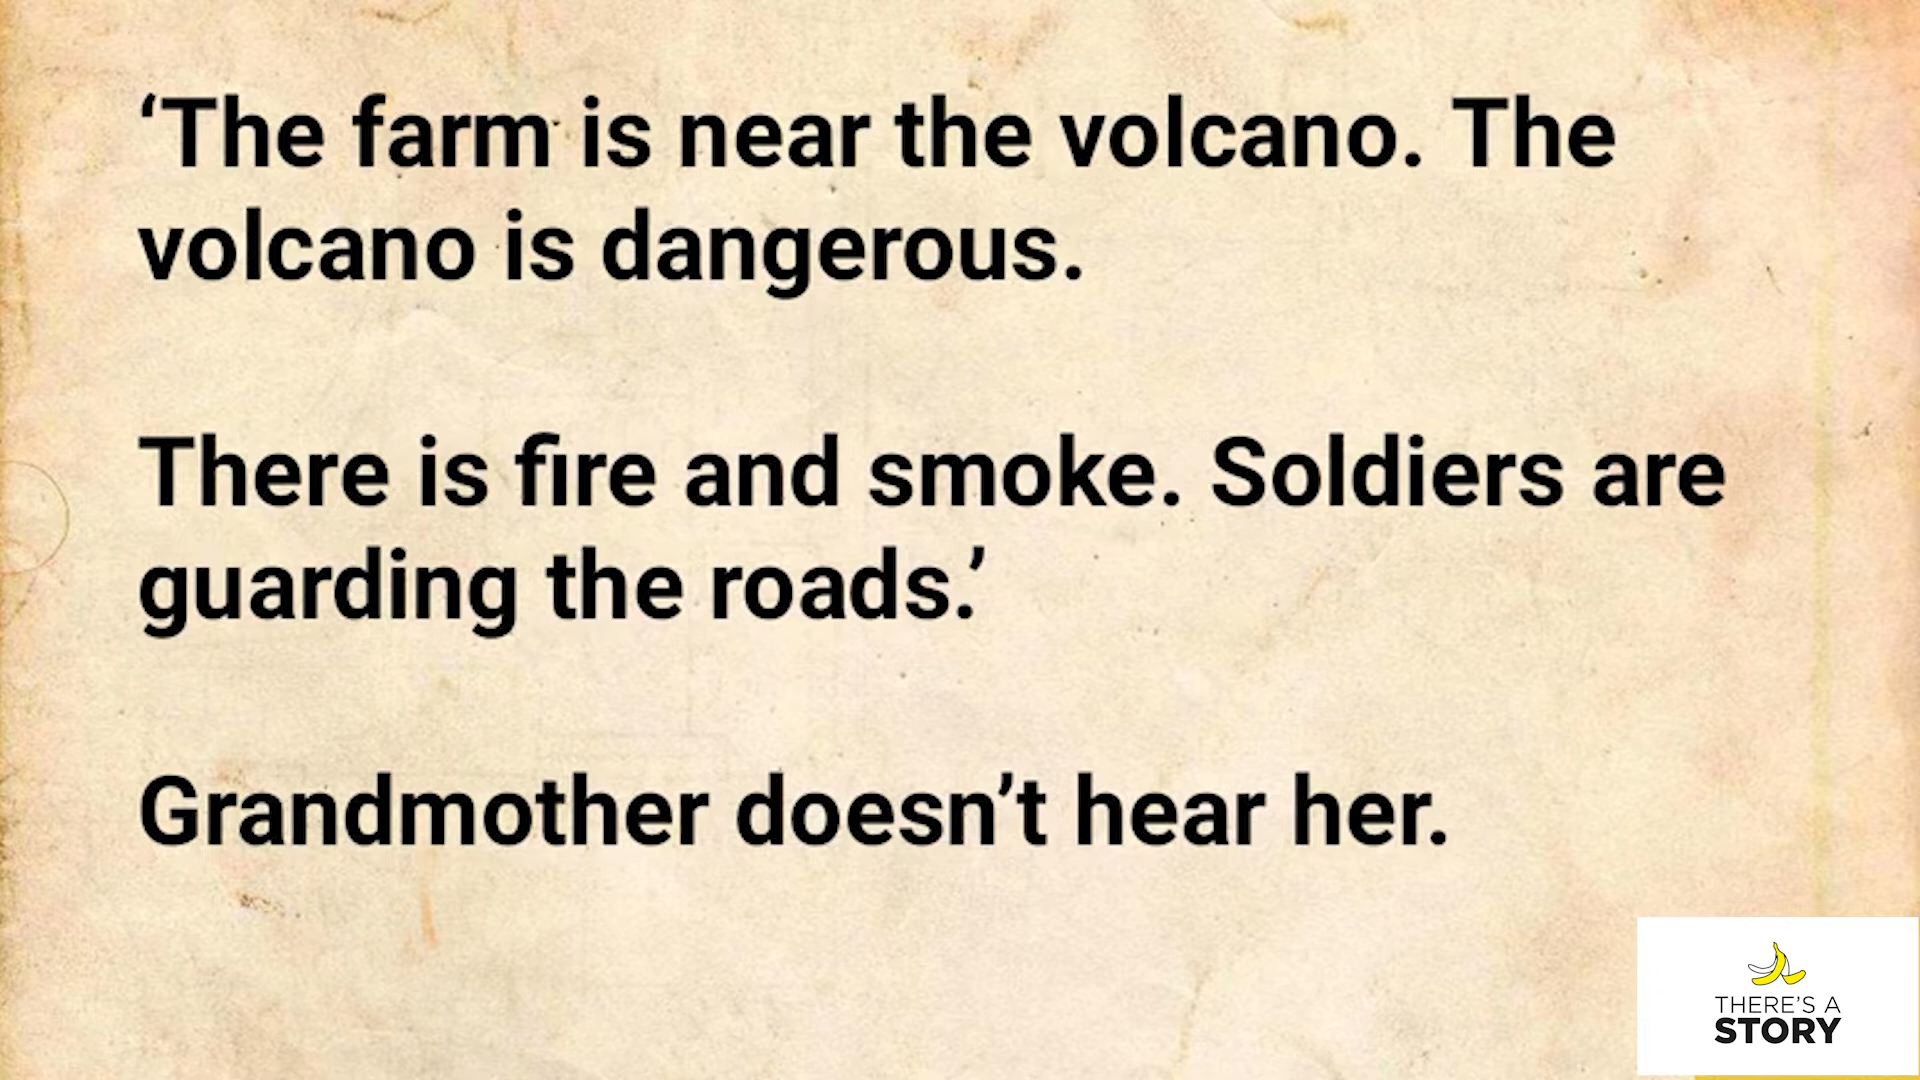 ‘The farm is near the volcano. The
volcano is dangerous.
There is fire and smoke. Soldiers are
guarding the roads.’
Grandmother doesn’t hear her.
THERE’S A
STORY